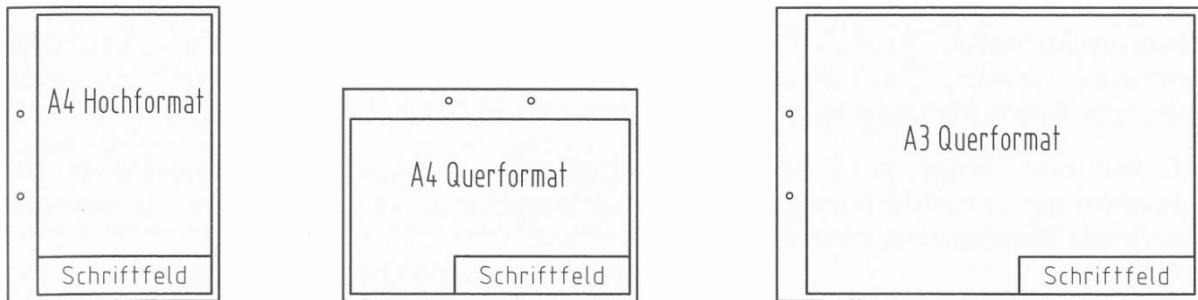 A4 Hochformat
Schriftfeld
A4 Querformat
Schriftfeld
A3 Querformat
Schriftfeld